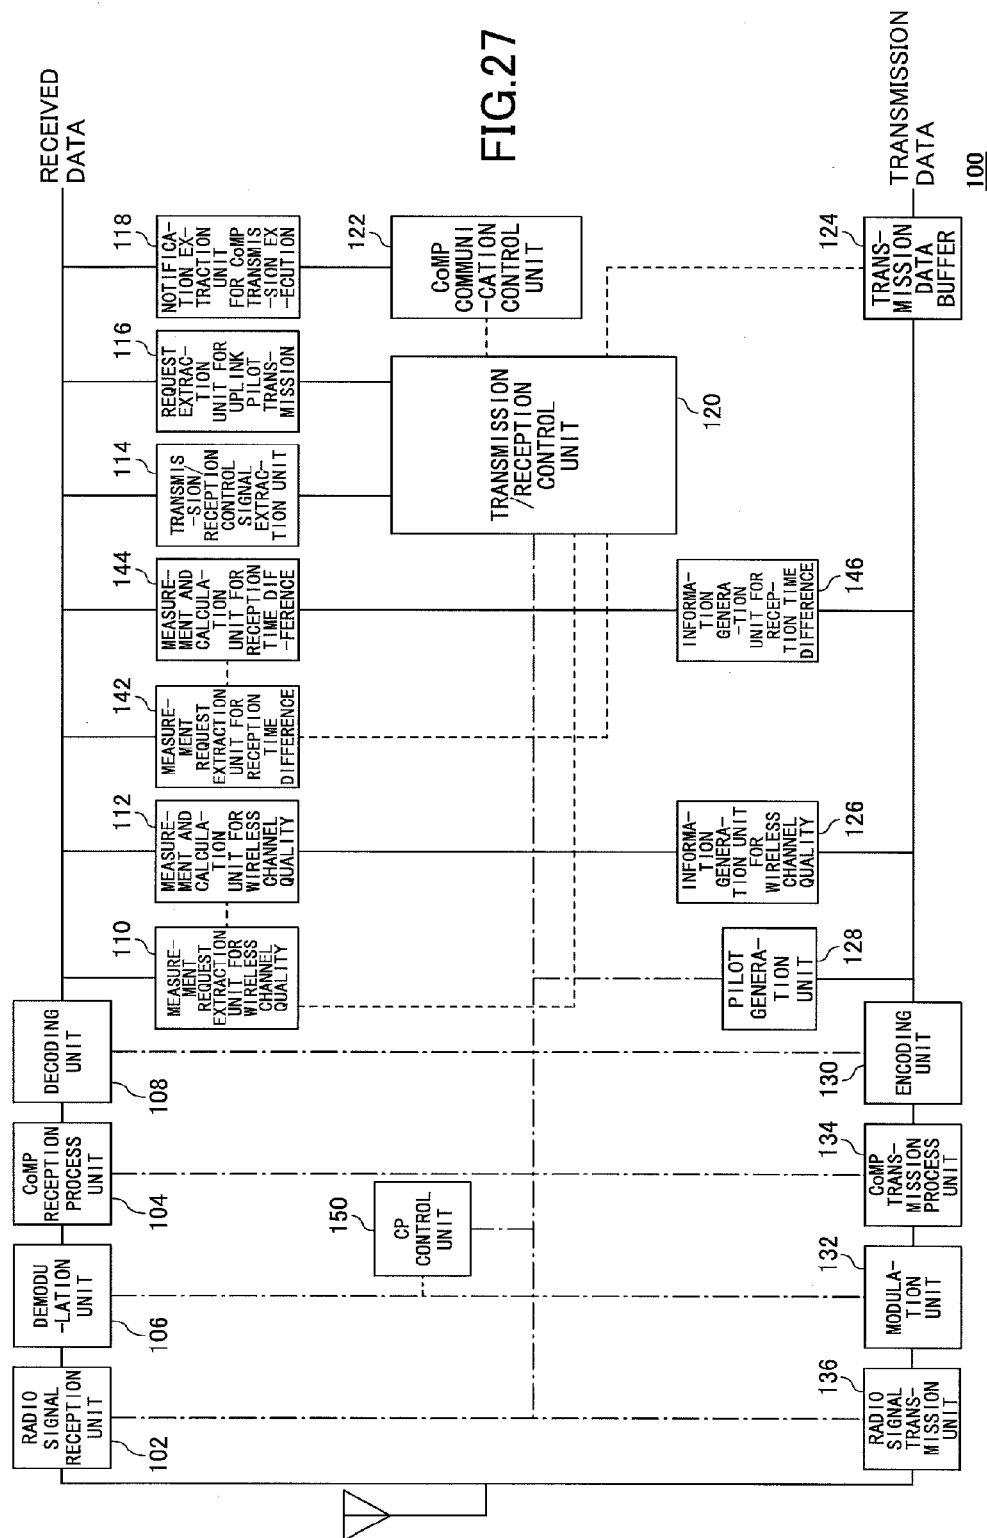 FIG.27
100
RECEIVED
DATA
TRANSMISSION
DATA
RADIO
SIGNAL
RECEPTION
UNIT
102
DEMODU
-LATION
UNIT
106
CoMP
RECEPTION
PROCESS
UNIT
104
DECODING
UNIT
108
MEASURE-
MENT
REQUEST
EXTRACTION
UNIT FOR
WIRELESS
CHANNEL
QUALITY
110
MEASURE-
MENT AND
CALCULA-
TION
UNIT FOR
WIRELESS
CHANNEL
QUALITY
112
MEASURE-
MENT
REQUEST
EXTRACTION
UNIT FOR
RECEPTION
TIME
DIFFERENCE
142
MEASURE-
MENT AND
CALCULA-
TION
UNIT FOR
RECEPTION
TIME DIF
-FERENCE
144
TRANSMIS
-SION/
RECEPTION
CONTROL
SIGNAL
EXTRAC-
TION UNIT
114
REQUEST
EXTRAC-
TION
UNIT FOR
UPLINK
PILOT
TRANS-
MISSION
116
NOTIFICA-
TION EX-
TRACTION
UNIT
FOR CoMP
TRANSMIS
-SION EX
-ECUTION
118
CP
CONTROL
UNIT
150
TRANSMISSION
/RECEPTION
CONTROL
UNIT
120
CoMP
COMMUNI
-CATION
CONTROL
UNIT
122
PILOT
GENERA-
TION
UNIT
128
INFORMA-
TION
GENERA-
TION UNIT
FOR
WIRELESS
CHANNEL
QUALITY
126
INFORMA-
TION
GENERA
-TION
UNIT FOR
RECEP-
TION TIME
DIFFERENCE
146
RADIO
SIGNAL
TRANS-
MISSION
UNIT
136
MODULA-
TION
UNIT
132
CoMP
TRANS-
MISSION
PROCESS
UNIT
134
ENCODING
UNIT
130
TRANS-
MISSION
DATA
BUFFER
124